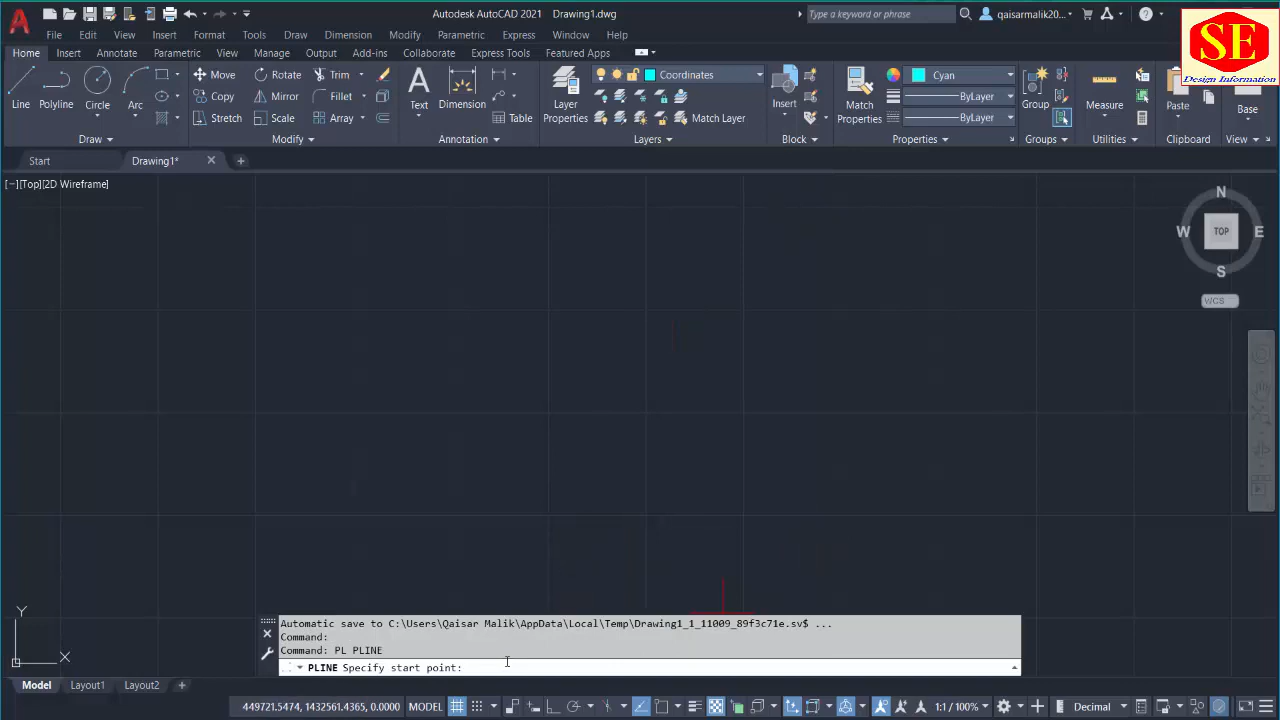 Autodesk AutoCAD 2021 Drawing1.dwg
Type a keyword or phrase
qaisarmalik20...
SE
Design Information
File Edit View Insert Format Tools Draw Dimension Modify Parametric Express Window Help
Home Insert Annotate Parametric View Manage Output Add-ins Collaborate Express Tools Featured Apps
Line Polyline Circle Arc
Move Rotate Trim
Copy Mirror Fillet
Stretch Scale Array
Text Dimension Table
Layer Properties
Coordinates
Match Layer
Insert
Match Properties
Cyan
ByLayer
ByLayer
Group Measure Paste Base
Draw Modify Annotation Layers Block Properties Groups Utilities Clipboard View
Start Drawing1*
[−][Top][2D Wireframe]
N
W TOP E
S
WCS
Automatic save to C:\Users\Qaisar Malik\AppData\Local\Temp\Drawing1_1_11009_89f3c71e.sv$ ...
Command:
Command: PL PLINE
PLINE Specify start point:
Y
X
Model Layout1 Layout2
449721.5474, 1432561.4365, 0.0000 MODEL 1:1/100% Decimal